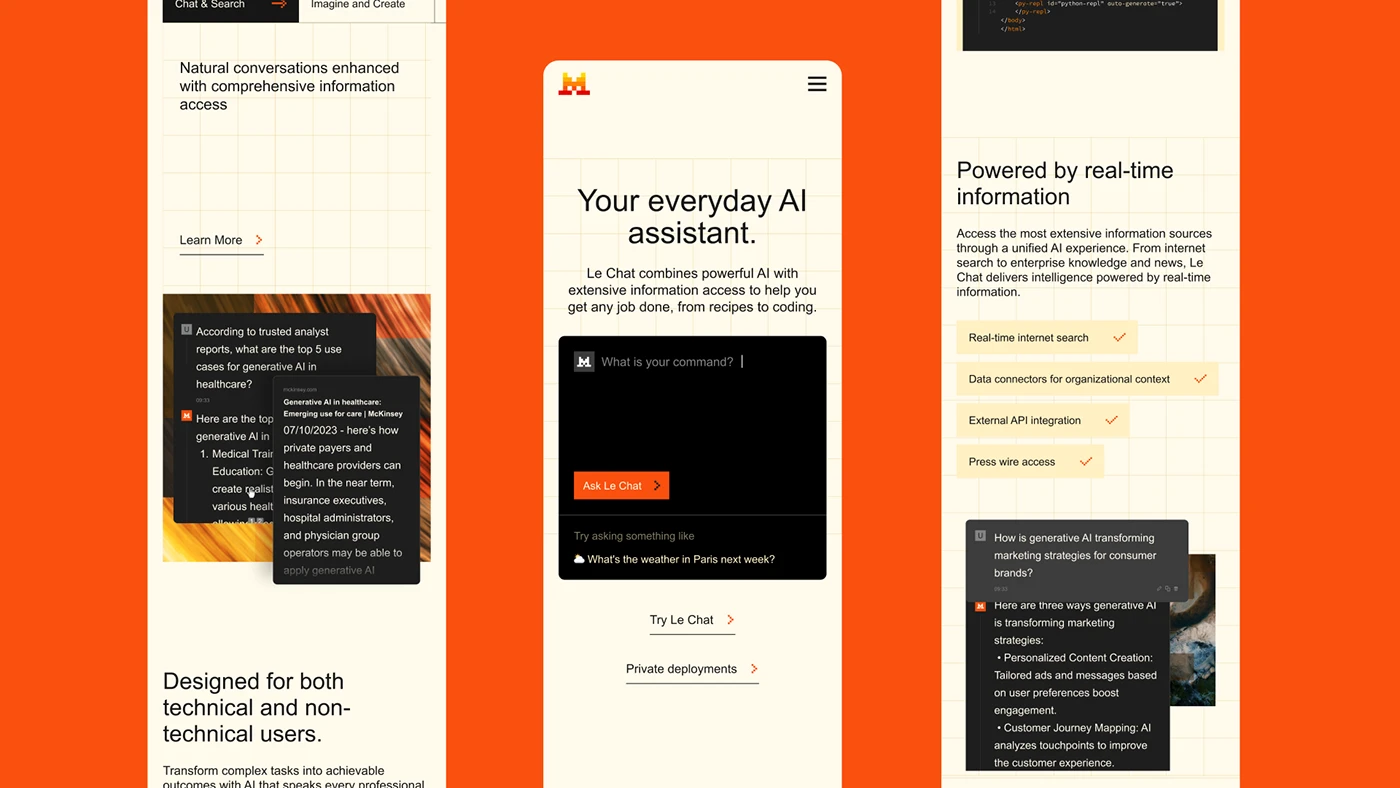 Chat & Search
Imagine and Create
Natural conversations enhanced
with comprehensive information
access
Learn More
U
According to trusted analyst
reports, what are the top 5 use
cases for generative AI in
healthcare?
09:33
Here are the top
generative AI in
1. Medical Train
Education: G
create realist
various healt
mckinsey.com
Generative AI in healthcare:
Emerging use for care | McKinsey
07/10/2023 - here's how
private payers and
healthcare providers can
begin. In the near term,
insurance executives,
hospital administrators,
and physician group
operators may be able to
apply generative AI
Designed for both
technical and non-
technical users.
Transform complex tasks into achievable
outcomes with AI that speaks every professional
Your everyday AI
assistant.
Le Chat combines powerful AI with
extensive information access to help you
get any job done, from recipes to coding.
What is your command?
Ask Le Chat
Try asking something like
What's the weather in Paris next week?
Try Le Chat
Private deployments
13 <py-repl id="python-repl" auto-generate="true">
14 </py-repl>
</body>
</html>
Powered by real-time
information
Access the most extensive information sources
through a unified AI experience. From internet
search to enterprise knowledge and news, Le
Chat delivers intelligence powered by real-time
information.
Real-time internet search
Data connectors for organizational context
External API integration
Press wire access
U
How is generative AI transforming
marketing strategies for consumer
brands?
09:33
Here are three ways generative AI
is transforming marketing
strategies:
• Personalized Content Creation:
Tailored ads and messages based
on user preferences boost
engagement.
• Customer Journey Mapping: AI
analyzes touchpoints to improve
the customer experience.